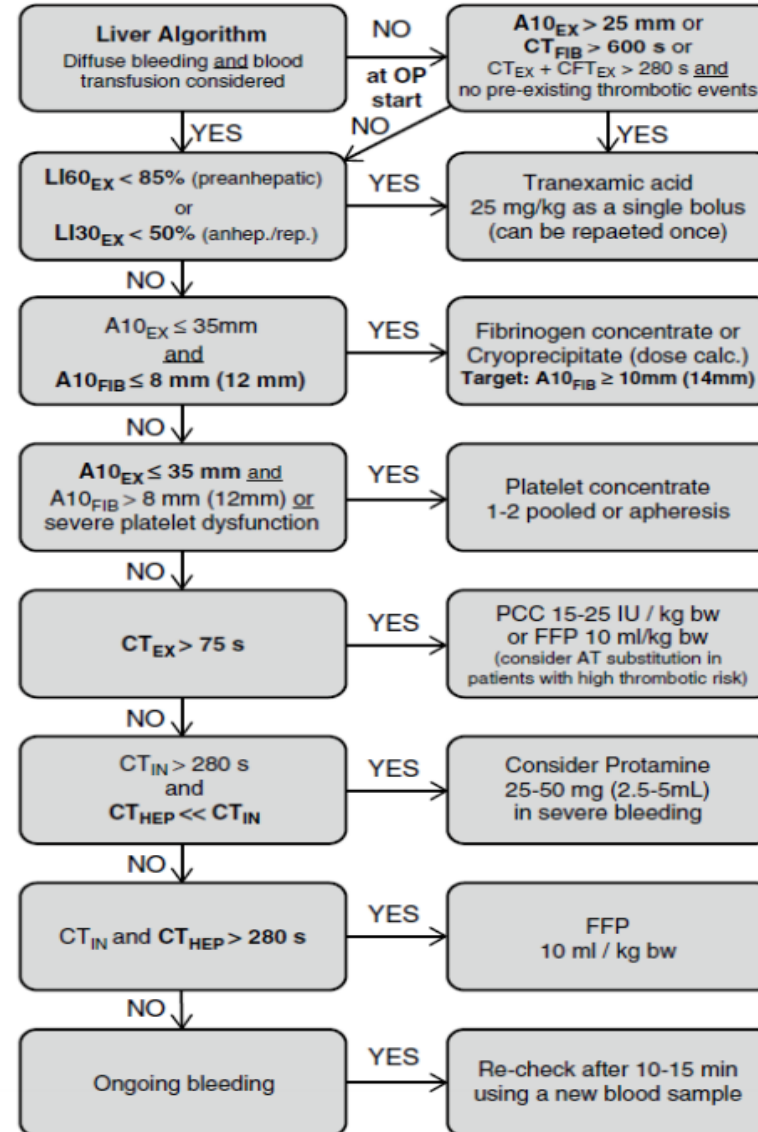 Liver Algorithm
Diffuse bleeding and blood
transfusion considered
NO
at OP
start
A10EX > 25 mm or
CTFIB > 600 s or
CTEX + CFTEX > 280 s and
no pre-existing thrombotic events
NO
YES
YES
LI60EX < 85% (preanhepatic)
or
LI30EX < 50% (anhep./rep.)
YES
Tranexamic acid
25 mg/kg as a single bolus
(can be repaeted once)
NO
A10EX ≤ 35mm
and
A10FIB ≤ 8 mm (12 mm)
YES
Fibrinogen concentrate or
Cryoprecipitate (dose calc.)
Target: A10FIB ≥ 10mm (14mm)
NO
A10EX ≤ 35 mm and
A10FIB > 8 mm (12mm) or
severe platelet dysfunction
YES
Platelet concentrate
1-2 pooled or apheresis
NO
CTEX > 75 s
YES
PCC 15-25 IU / kg bw
or FFP 10 ml/kg bw
(consider AT substitution in
patients with high thrombotic risk)
NO
CTIN > 280 s
and
CTHEP << CTIN
YES
Consider Protamine
25-50 mg (2.5-5mL)
in severe bleeding
NO
CTIN and CTHEP > 280 s
YES
FFP
10 ml / kg bw
NO
Ongoing bleeding
YES
Re-check after 10-15 min
using a new blood sample